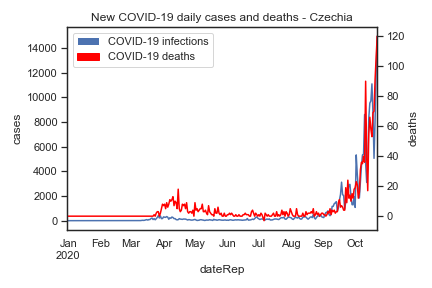 New COVID-19 daily cases and deaths - Czechia
COVID-19 infections
COVID-19 deaths
14000
12000
10000
8000
6000
4000
2000
0
cases
120
100
80
60
40
20
0
deaths
Jan Feb Mar Apr May Jun Jul Aug Sep Oct
2020
dateRep